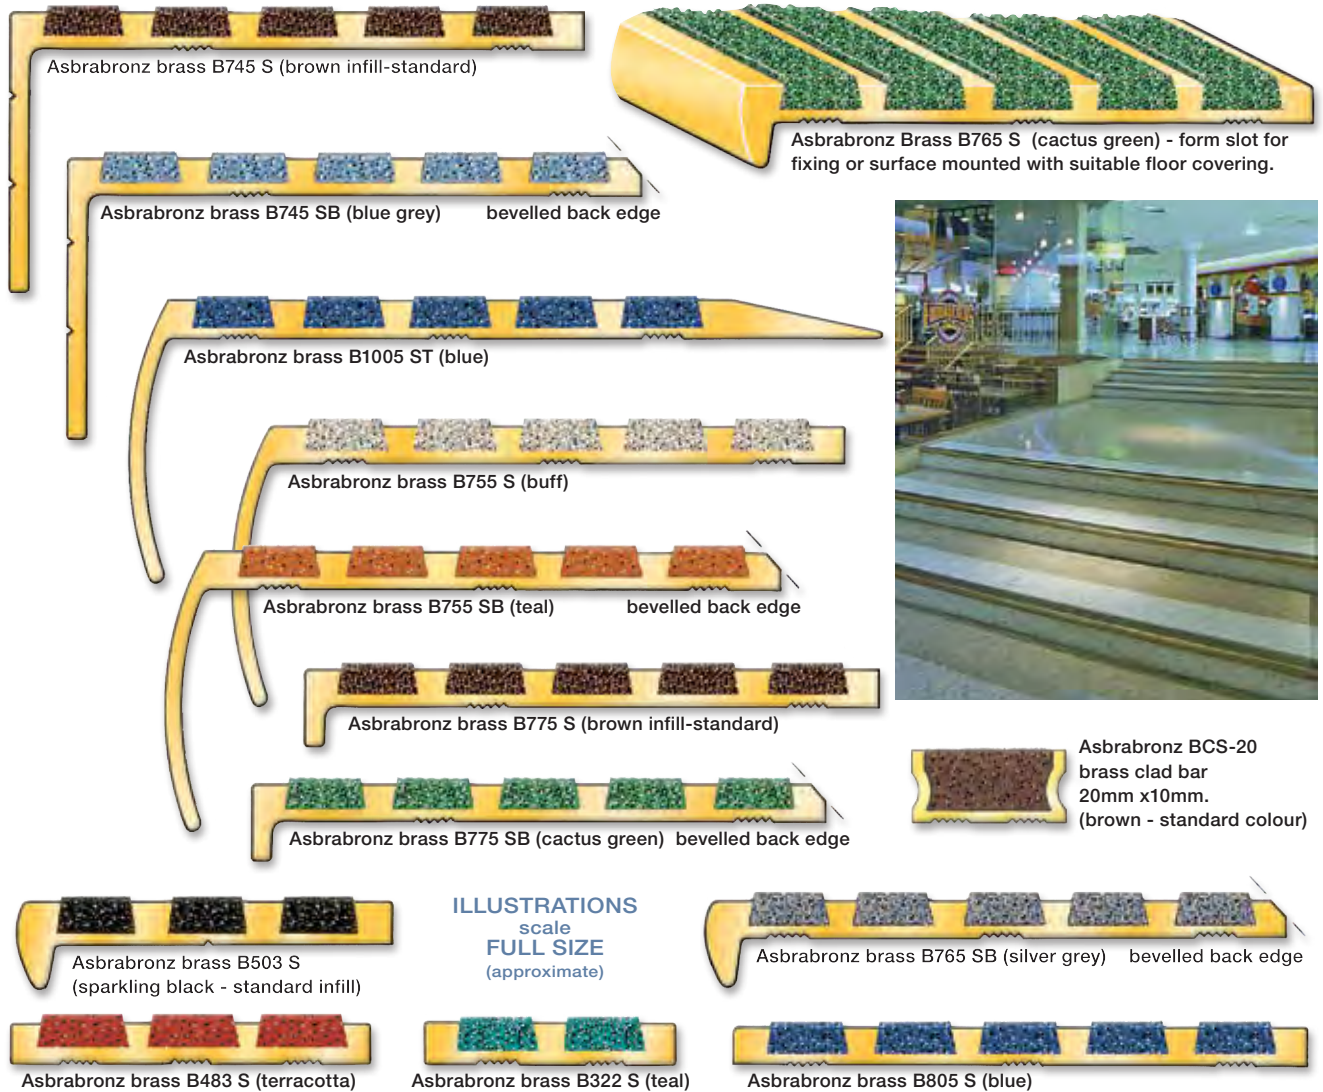 Asbrabronz brass B745 S (brown infill-standard)
Asbrabronz Brass B765 S (cactus green) - form slot for
fixing or surface mounted with suitable floor covering.
Asbrabronz brass B745 SB (blue grey) bevelled back edge
Asbrabronz brass B1005 ST (blue)
Asbrabronz brass B755 S (buff)
Asbrabronz brass B755 SB (teal) bevelled back edge
Asbrabronz brass B775 S (brown infill-standard)
Asbrabronz BCS-20
brass clad bar
20mm x10mm.
(brown - standard colour)
Asbrabronz brass B775 SB (cactus green) bevelled back edge
ILLUSTRATIONS
scale
FULL SIZE
(approximate)
Asbrabronz brass B503 S
(sparkling black - standard infill)
Asbrabronz brass B765 SB (silver grey) bevelled back edge
Asbrabronz brass B483 S (terracotta)
Asbrabronz brass B322 S (teal)
Asbrabronz brass B805 S (blue)